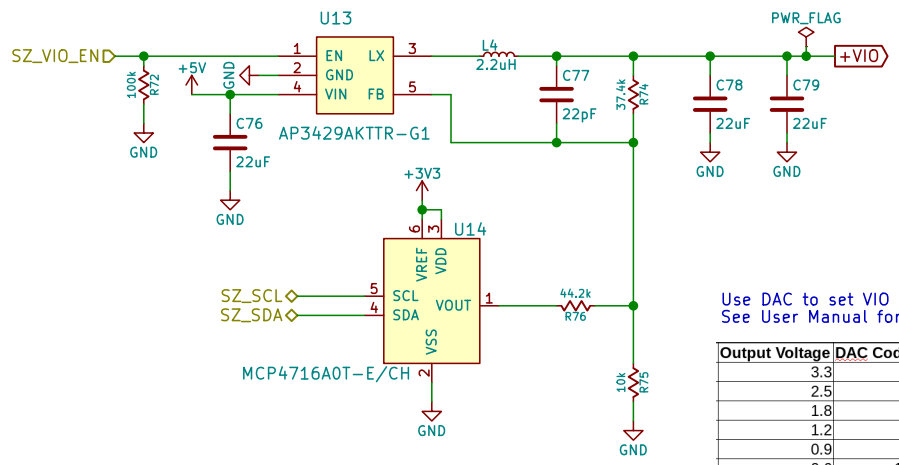 U13
PWR_FLAG
SZ_VIO_EN
1
EN
LX
3
L4
2.2uH
+VIO
100k
R72
+5V
GND
2
GND
4
VIN
FB
5
C77
22pF
37.4k
R74
C78
22uF
C79
22uF
C76
22uF
AP3429AKTTR-G1
GND
GND
GND
GND
+3V3
6
3
U14
VREF
VDD
SZ_SCL
5
SCL
SZ_SDA
4
SDA
VOUT
1
44.2k
R76
VSS
2
MCP4716A0T-E/CH
GND
10k
R75
GND
Use DAC to set VIO
See User Manual for
Output Voltage DAC Cod
3.3
2.5
1.8
1.2
0.9